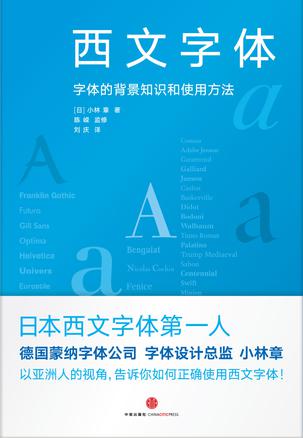 西文字体
字体的背景知识和使用方法
[日] 小林 章 著
陈嵘 监修
刘庆 译
a
A
Franklin Gothic
Futura
Gill Sans
Optima
Helvetica
Univers
Eurostile
A
Benguiat
Nicolas Cochin
A
Fenice
Centaur
Adobe Jenson
Garamond
Galliard
Janson
Caslon
Baskerville
Didot
Bodoni
Walbaum
Times Roman
Palatino
Trump Mediaeval
Sabon
Centennial
Swift
A
日本西文字体第一人
德国蒙纳字体公司 字体设计总监 小林章
以亚洲人的视角,告诉你如何正确使用西文字体!
中信出版社·CHINACITICPRESS